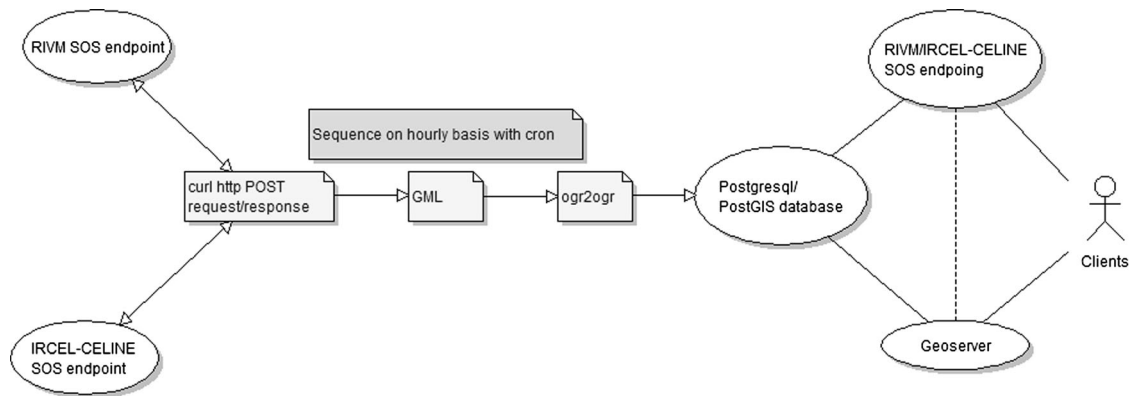 RIVM SOS endpoint
RIVM/IRCEL-CELINE
SOS endpoing
Sequence on hourly basis with cron
curl http POST
request/response
GML
ogr2ogr
Postgresql/
PostGIS database
Clients
IRCEL-CELINE
SOS endpoint
Geoserver